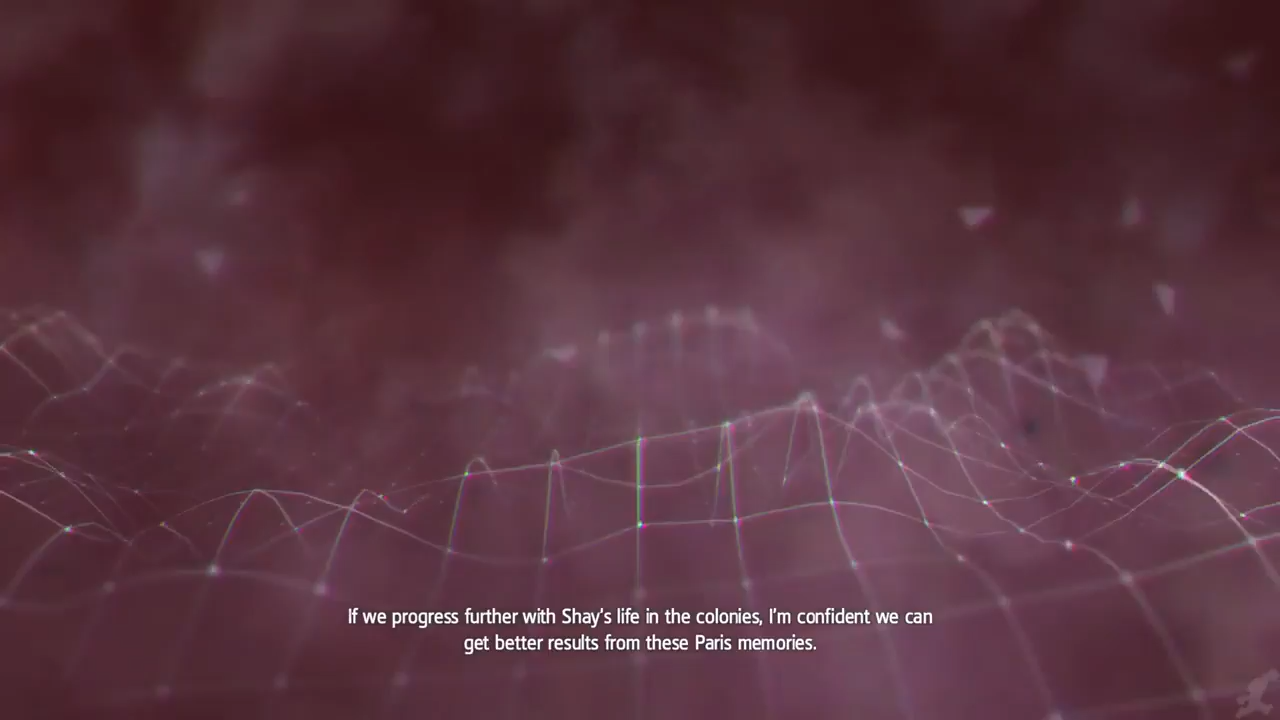 If we progress further with Shay's life in the colonies, I'm confident we can
get better results from these Paris memories.